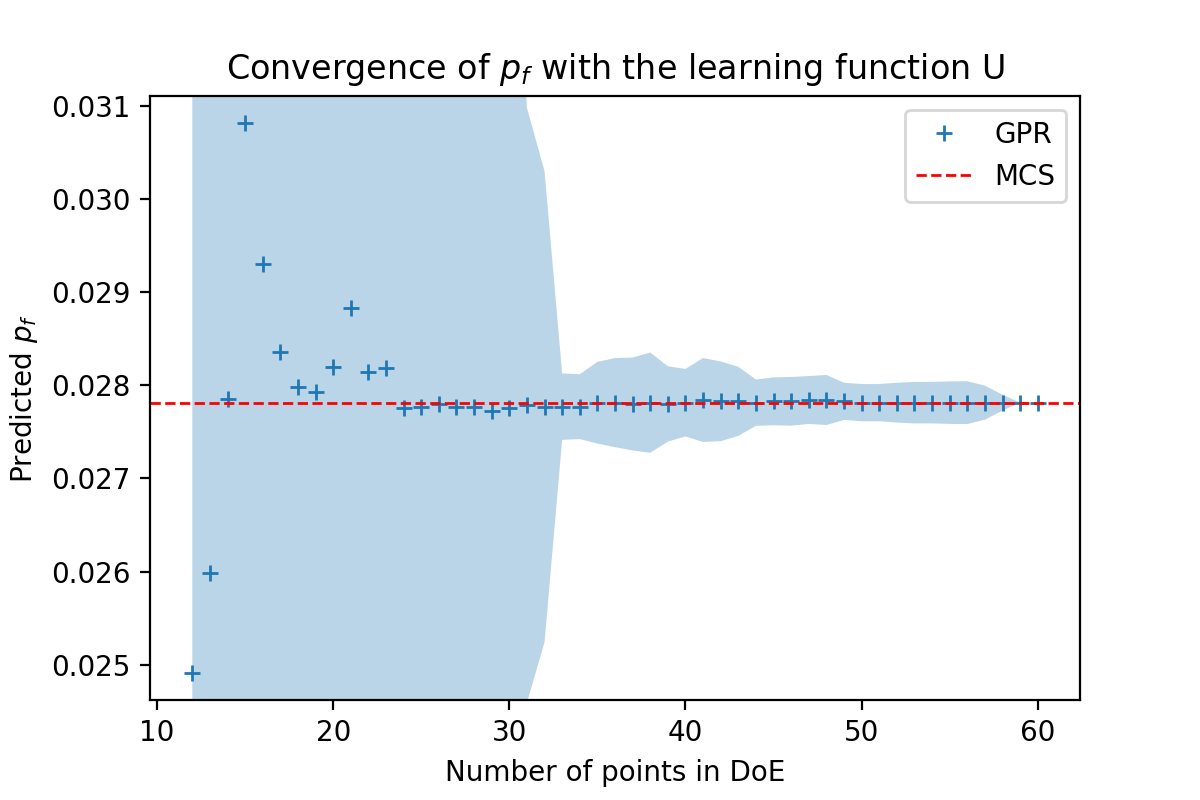 Convergence of p_f with the learning function U
0.031
0.030
0.029
0.028
0.027
0.026
0.025
Predicted p_f
GPR
MCS
10 20 30 40 50 60
Number of points in DoE